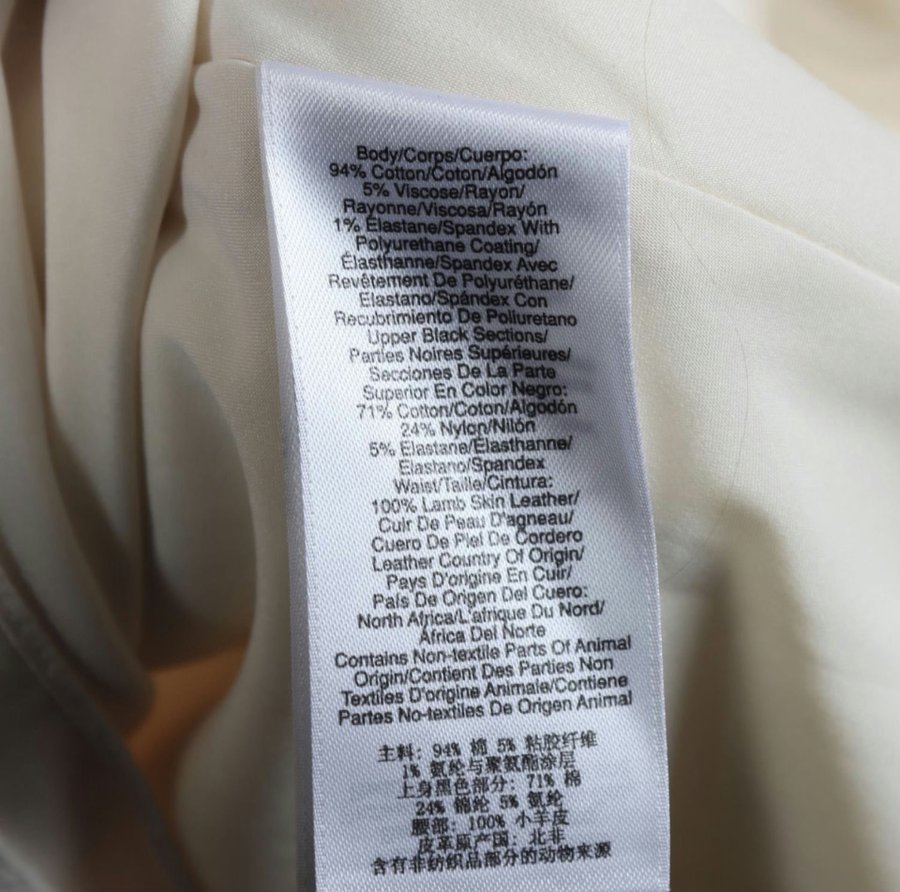 Body/Corps/Cuerpo:
94% Cotton/Coton/Algodón
5% Viscose/Rayon/
Rayonne/Viscosa/Rayón
1% Elastane/Spandex With
Polyurethane Coating/
Élasthanne/Spandex Avec
Revêtement De Polyuréthane/
Elastano/Spándex Con
Recubrimiento De Poliuretano
Upper Black Sections/
Parties Noires Supérieures/
Secciones De La Parte
Superior En Color Negro:
71% Cotton/Coton/Algodón
24% Nylon/Nilón
5% Elastane/Élasthanne/
Elastano/Spandex
Waist/Taille/Cintura:
100% Lamb Skin Leather/
Cuir De Peau D'agneau/
Cuero De Piel De Cordero
Leather Country Of Origin/
Pays D'origine En Cuir/
País De Origen Del Cuero:
North Africa/L'afrique Du Nord/
África Del Norte
Contains Non-textile Parts Of Animal
Origin/Contient Des Parties Non
Textiles D'origine Animale/Contiene
Partes No-textiles De Origen Animal
主料: 94% 棉 5% 粘胶纤维
1% 氨纶与聚氨酯涂层
上身黑色部分: 71% 棉
24% 锦纶 5% 氨纶
腰部: 100% 小羊皮
皮革原产国: 北非
含有非纺织品部分的动物来源